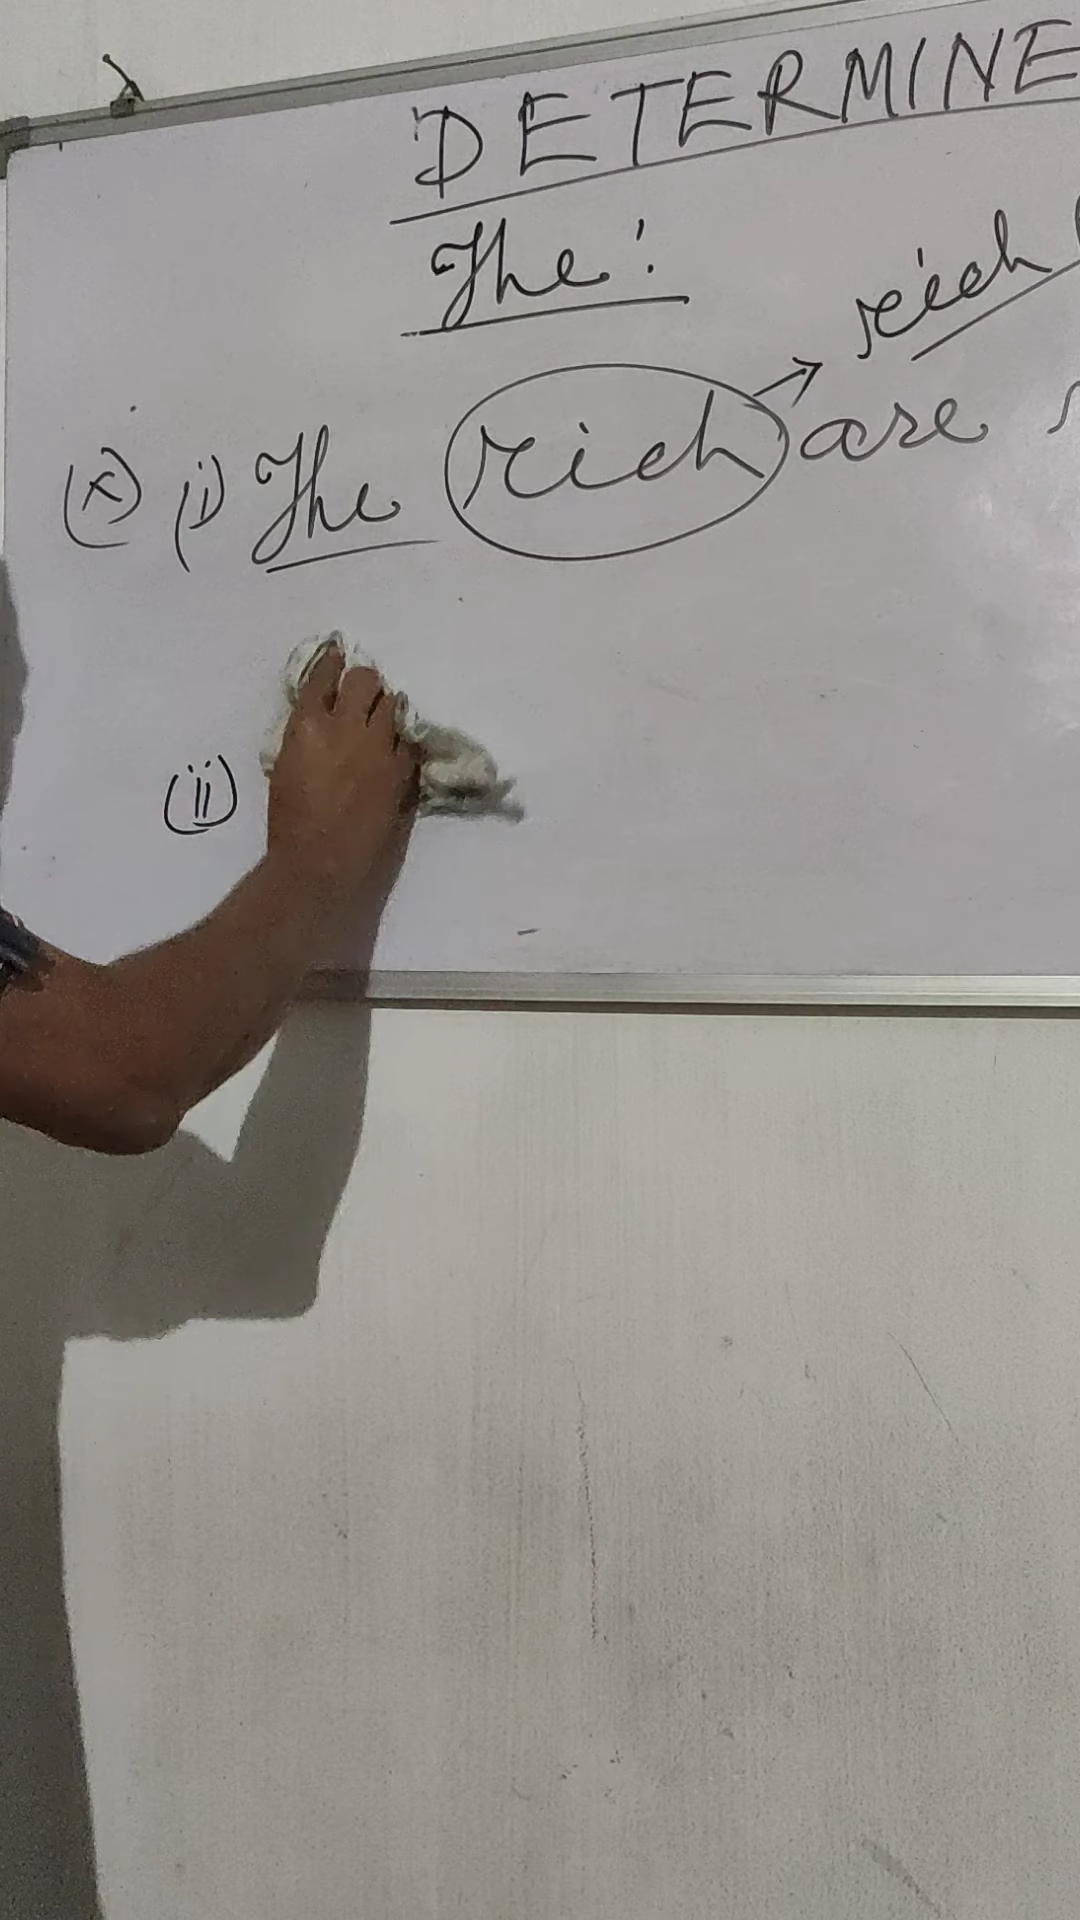 DETERMINE
The :
rich
(x) (i) The rich are
(ii)